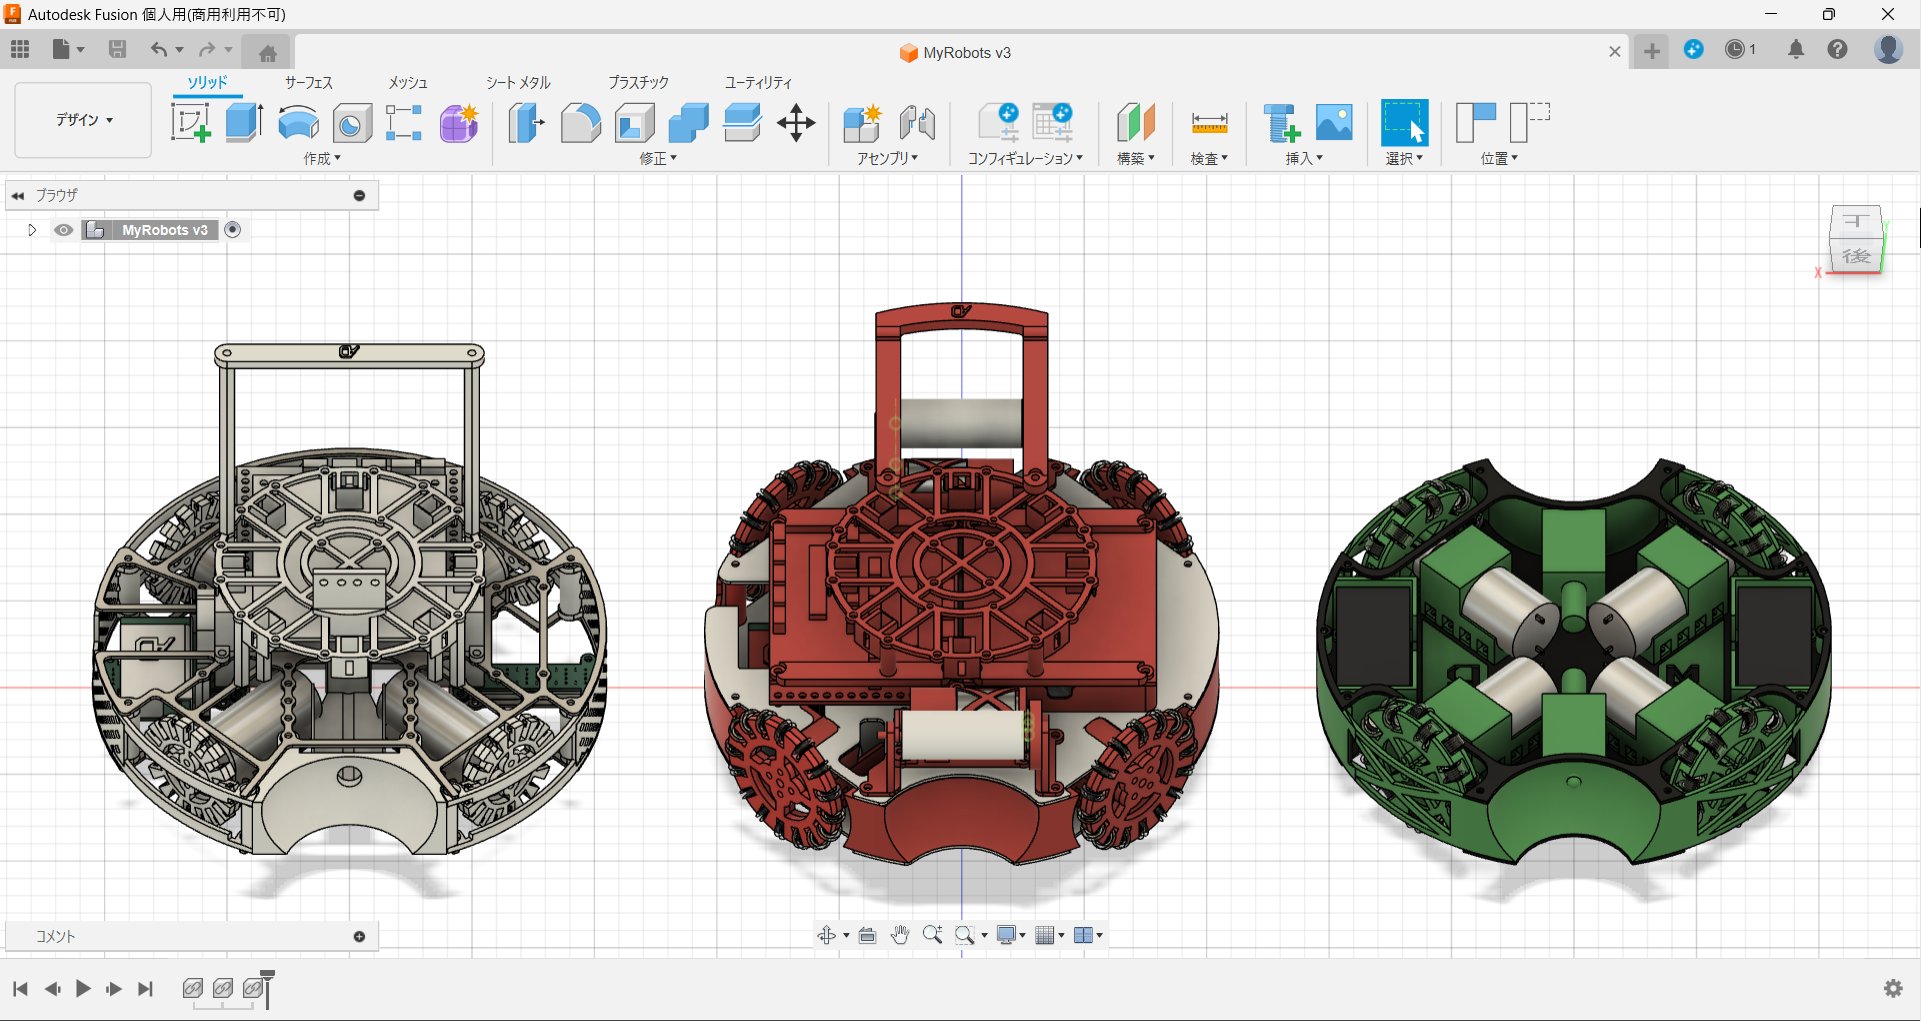 Autodesk Fusion 個人用(商用利用不可)
MyRobots v3
1
デザイン
ソリッド
サーフェス
メッシュ
シート メタル
プラスチック
ユーティリティ
作成
修正
アセンブリ
コンフィギュレーション
構築
検査
挿入
選択
位置
ブラウザ
MyRobots v3
下
後
X
Y
M
コメント